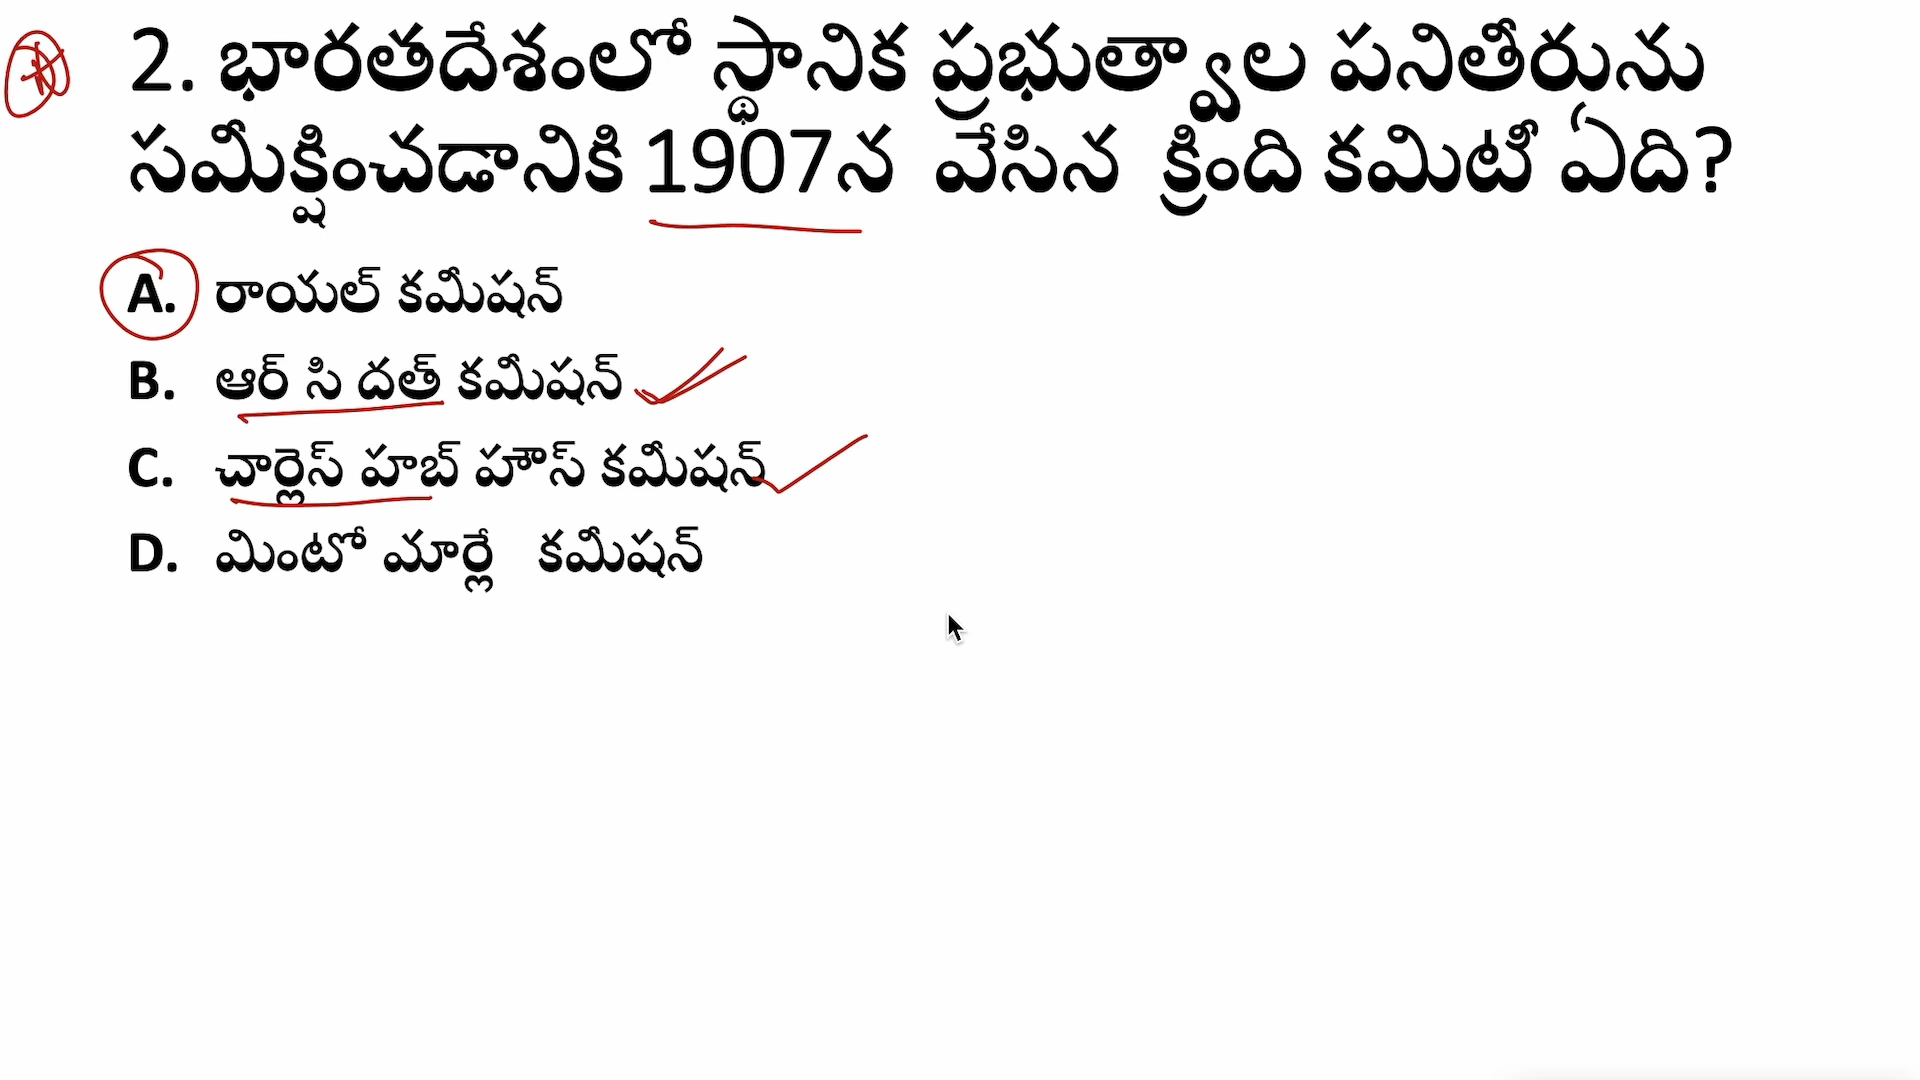 2. భారతదేశంలో స్థానిక ప్రభుత్వాల పనితీరును
సమీక్షించడానికి 1907న వేసిన క్రింది కమిటీ ఏది?
A. రాయల్ కమీషన్
B. ఆర్ సి దత్ కమీషన్
C. చార్లెస్ హబ్ హౌస్ కమీషన్
D. మింటో మార్లే కమీషన్